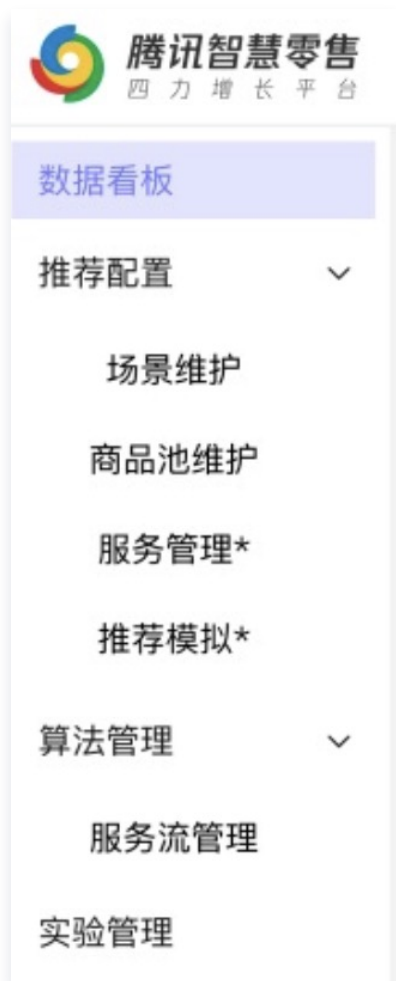 腾讯智慧零售
四力增长平台
数据看板
推荐配置
场景维护
商品池维护
服务管理*
推荐模拟*
算法管理
服务流管理
实验管理